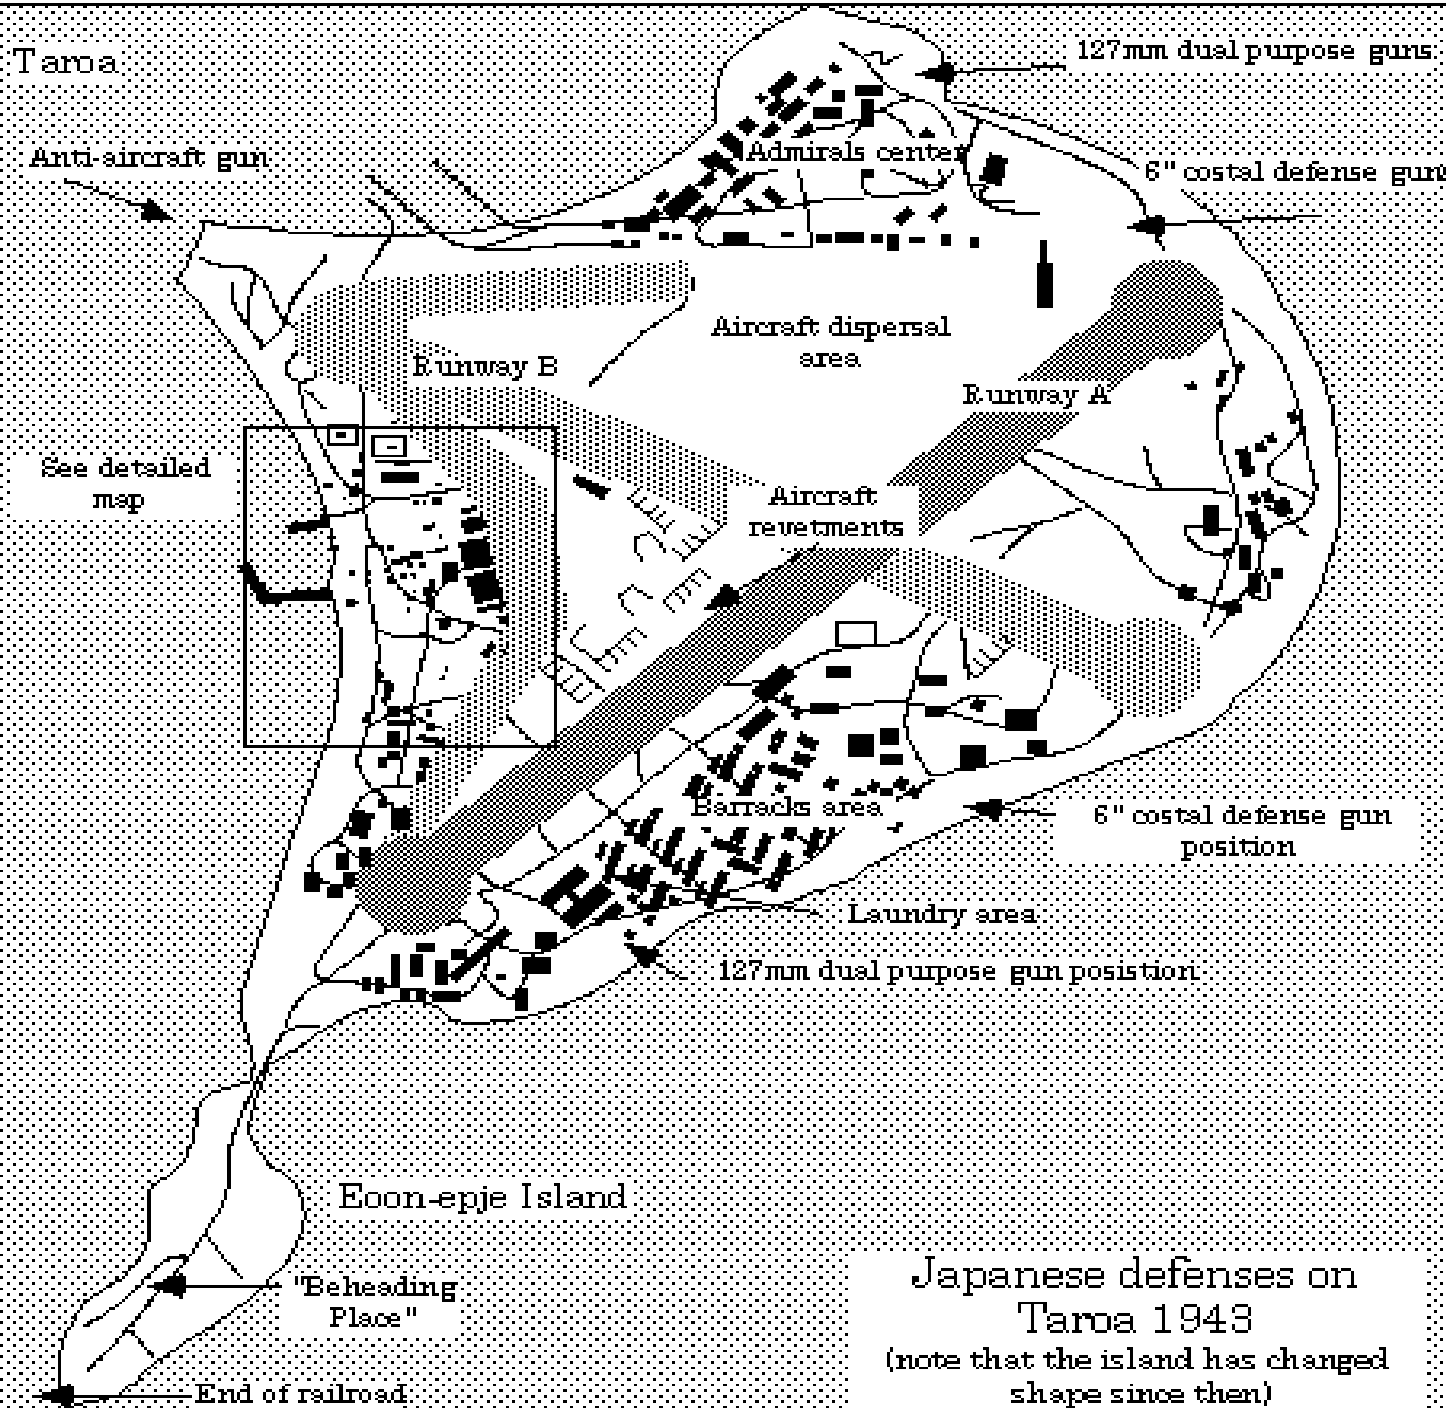 Taroa
127mm dual purpose guns
Anti-aircraft gun
Admirals center
6" costal defense guns
Aircraft dispersal
area
Runway B
Runway A
See detailed
map
Aircraft
revetments
Barracks area
6" costal defense gun
position
Laundry area
127mm dual purpose gun posistion
Eoon-epje Island
"Beheading
Place"
End of railroad
Japanese defenses on
Taroa 1943
(note that the island has changed
shape since then)